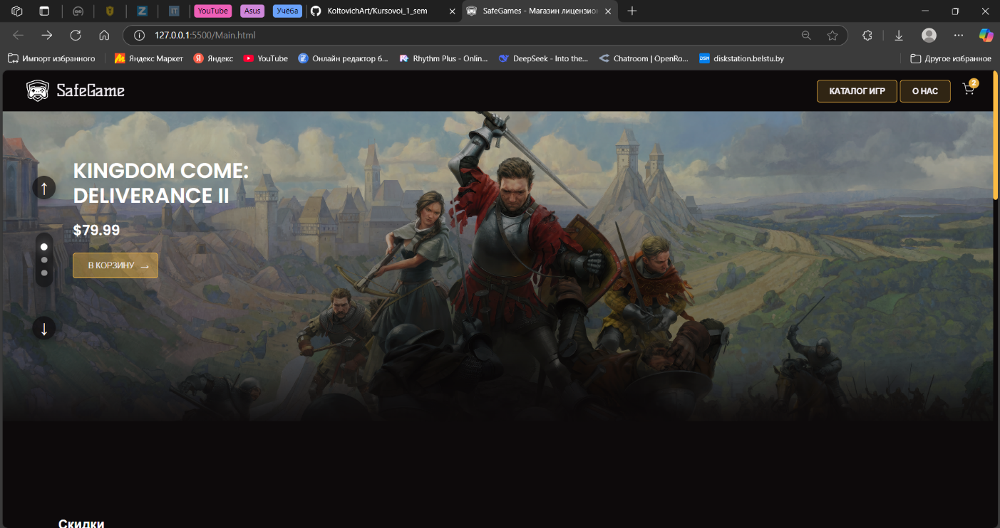 YouTube
Asus
Учёба
KoltovichArt/Kursovoi_1_sem
SafeGames - Магазин лицензион
127.0.0.1:5500/Main.html
Импорт избранного
Яндекс Маркет
Яндекс
YouTube
Онлайн редактор б...
Rhythm Plus - Onlin...
DeepSeek - Into the...
Chatroom | OpenRo...
diskstation.belstu.by
Другое избранное
SafeGame
КАТАЛОГ ИГР
О НАС
2
KINGDOM COME:
DELIVERANCE II
$79.99
В КОРЗИНУ →
Скидки